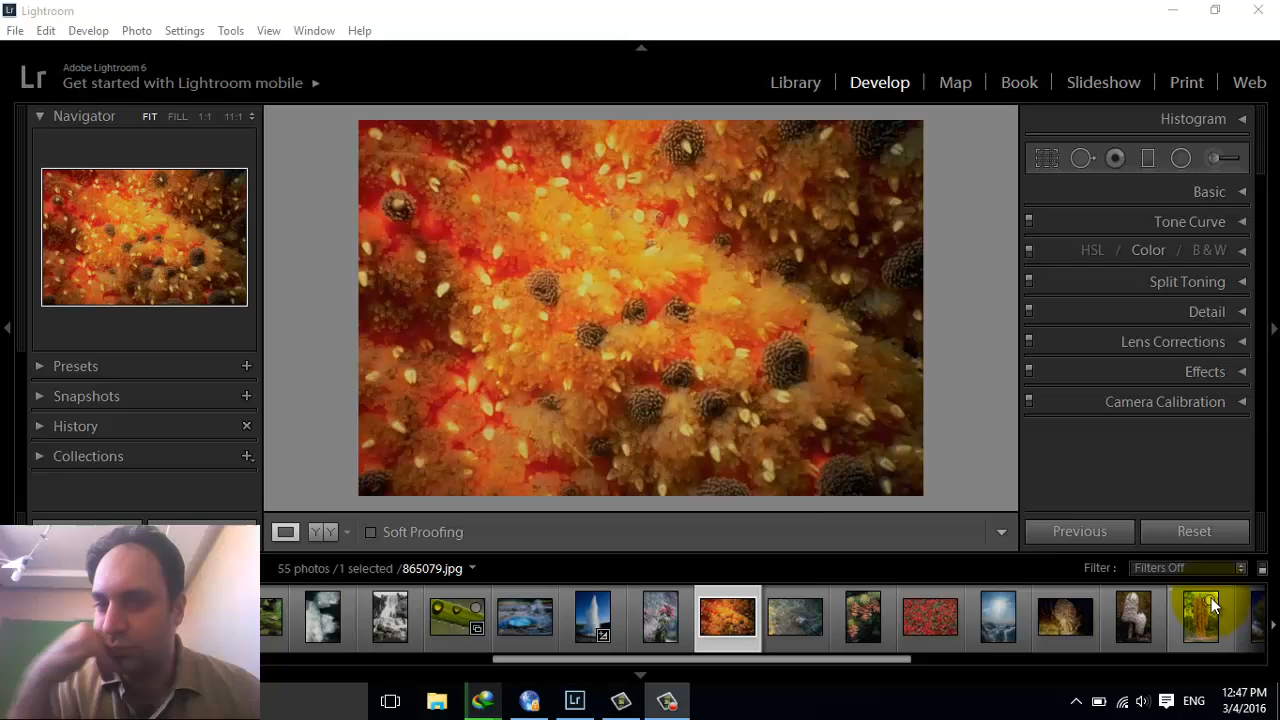 Lr Lightroom
File Edit Develop Photo Settings Tools View Window Help
Lr Adobe Lightroom 6
Get started with Lightroom mobile
Library Develop Map Book Slideshow Print Web
Navigator FIT FILL 1:1 11:1
Histogram
Basic
Tone Curve
HSL / Color / B & W
Split Toning
Detail
Lens Corrections
Effects
Camera Calibration
Presets
Snapshots
History
Collections
YY Soft Proofing
Previous Reset
55 photos / 1 selected / 865079.jpg
Filter : Filters Off
Lr
ENG
12:47 PM
3/4/2016